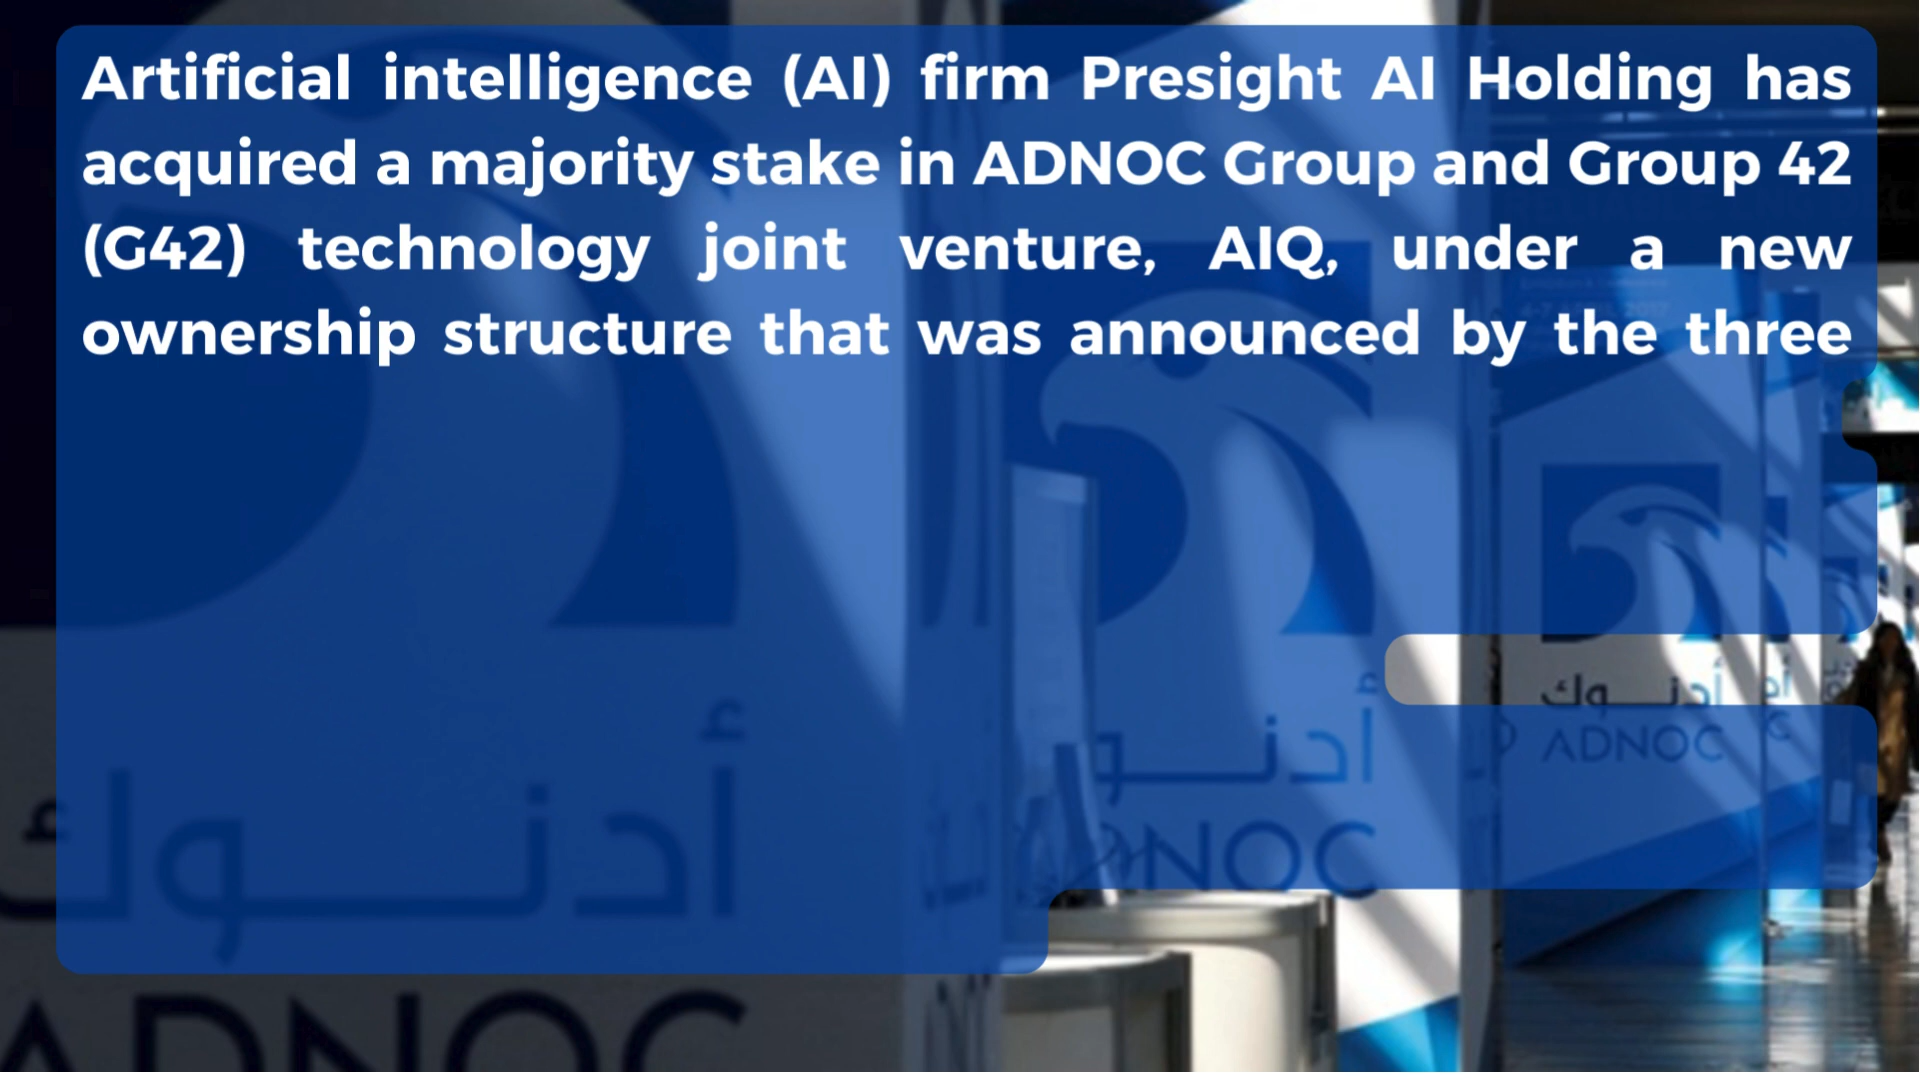 Artificial intelligence (AI) firm Presight AI Holding has
acquired a majority stake in ADNOC Group and Group 42
(G42) technology joint venture, AIQ, under a new
ownership structure that was announced by the three
أدنوك
ADNOC
أدنو
ADNOC
أدنوك
ADNOC